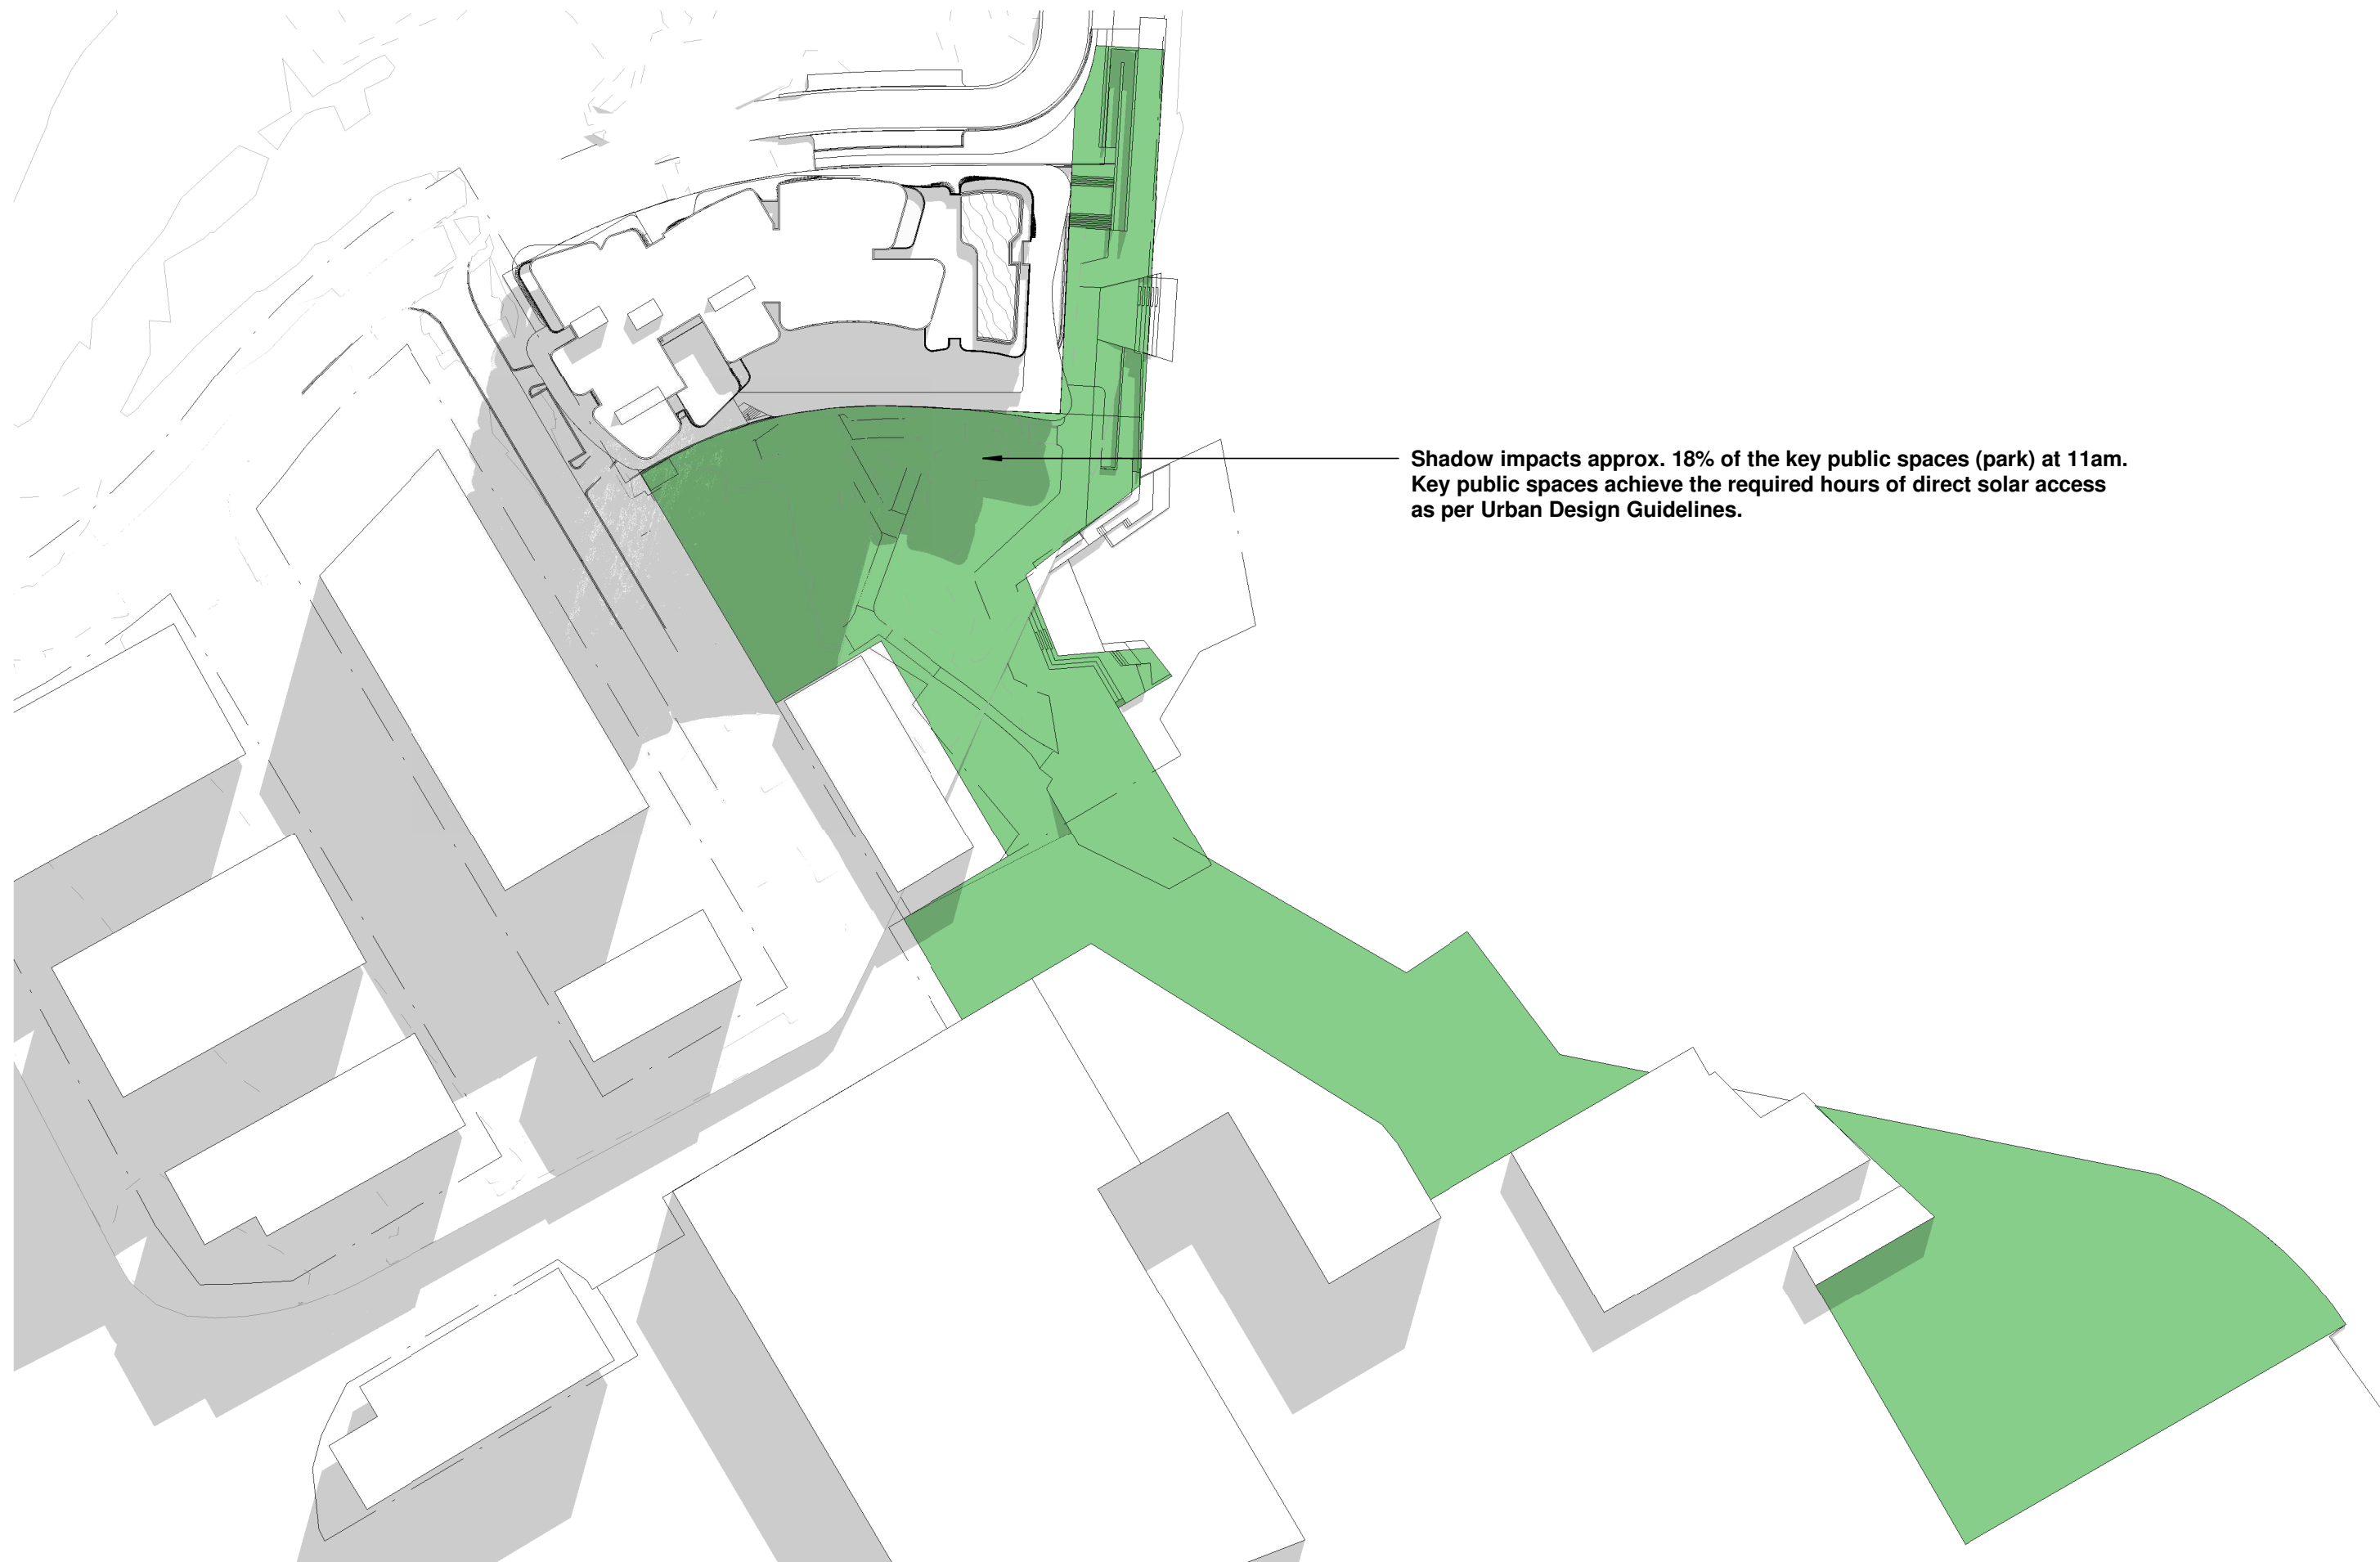 Shadow impacts approx. 18% of the key public spaces (park) at 11am.
Key public spaces achieve the required hours of direct solar access
as per Urban Design Guidelines.